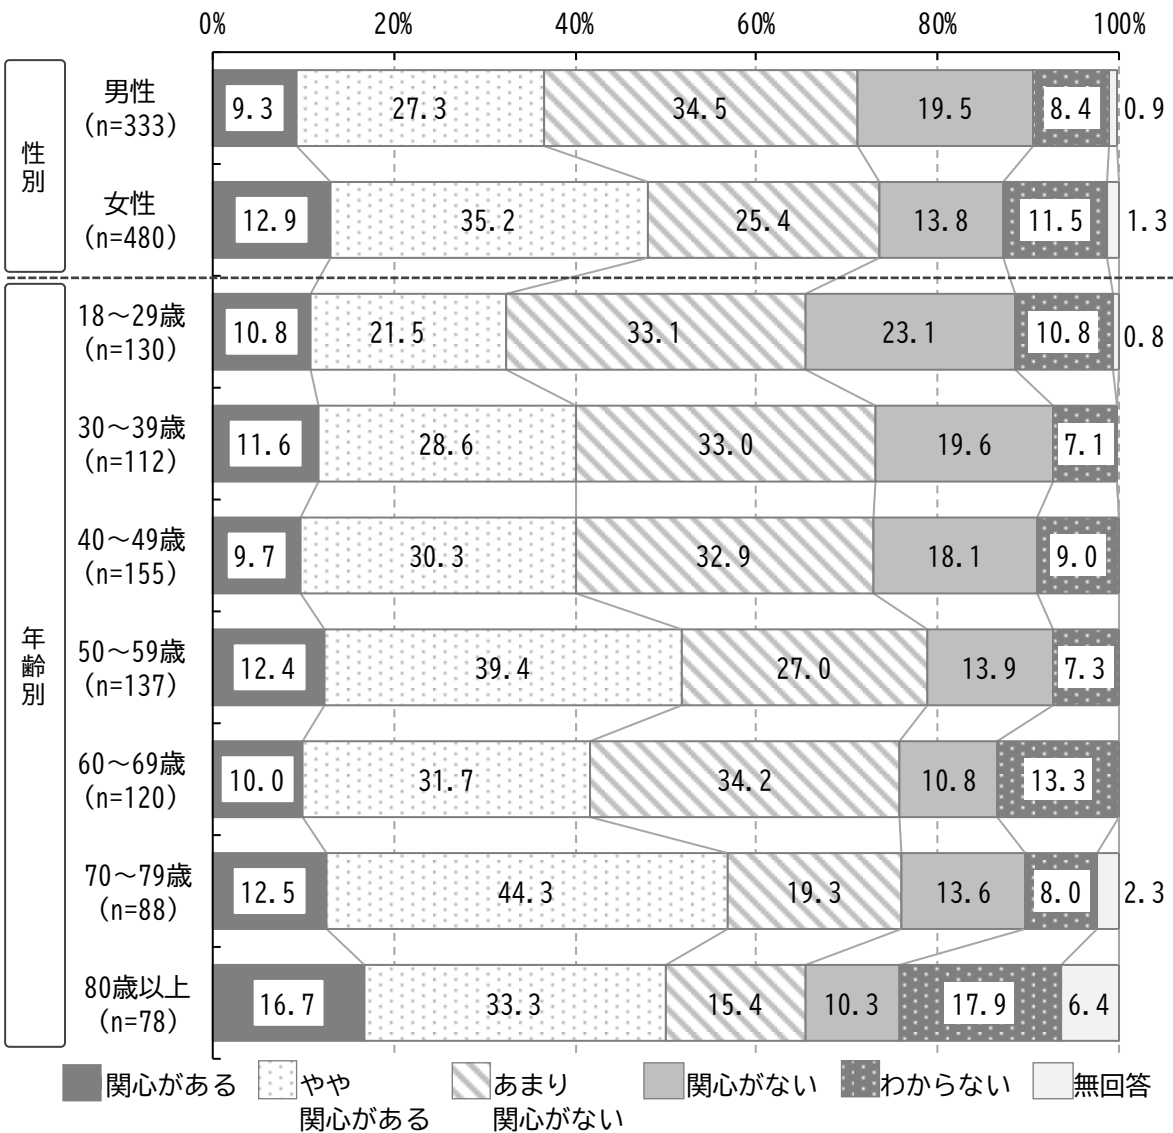 0% 20% 40% 60% 80% 100%
性別
男性
(n=333)
9.3 27.3 34.5 19.5 8.4 0.9
女性
(n=480)
12.9 35.2 25.4 13.8 11.5 1.3
年齢別
18～29歳
(n=130)
10.8 21.5 33.1 23.1 10.8 0.8
30～39歳
(n=112)
11.6 28.6 33.0 19.6 7.1
40～49歳
(n=155)
9.7 30.3 32.9 18.1 9.0
50～59歳
(n=137)
12.4 39.4 27.0 13.9 7.3
60～69歳
(n=120)
10.0 31.7 34.2 10.8 13.3
70～79歳
(n=88)
12.5 44.3 19.3 13.6 8.0 2.3
80歳以上
(n=78)
16.7 33.3 15.4 10.3 17.9 6.4
関心がある
やや
関心がある
あまり
関心がない
関心がない
わからない
無回答